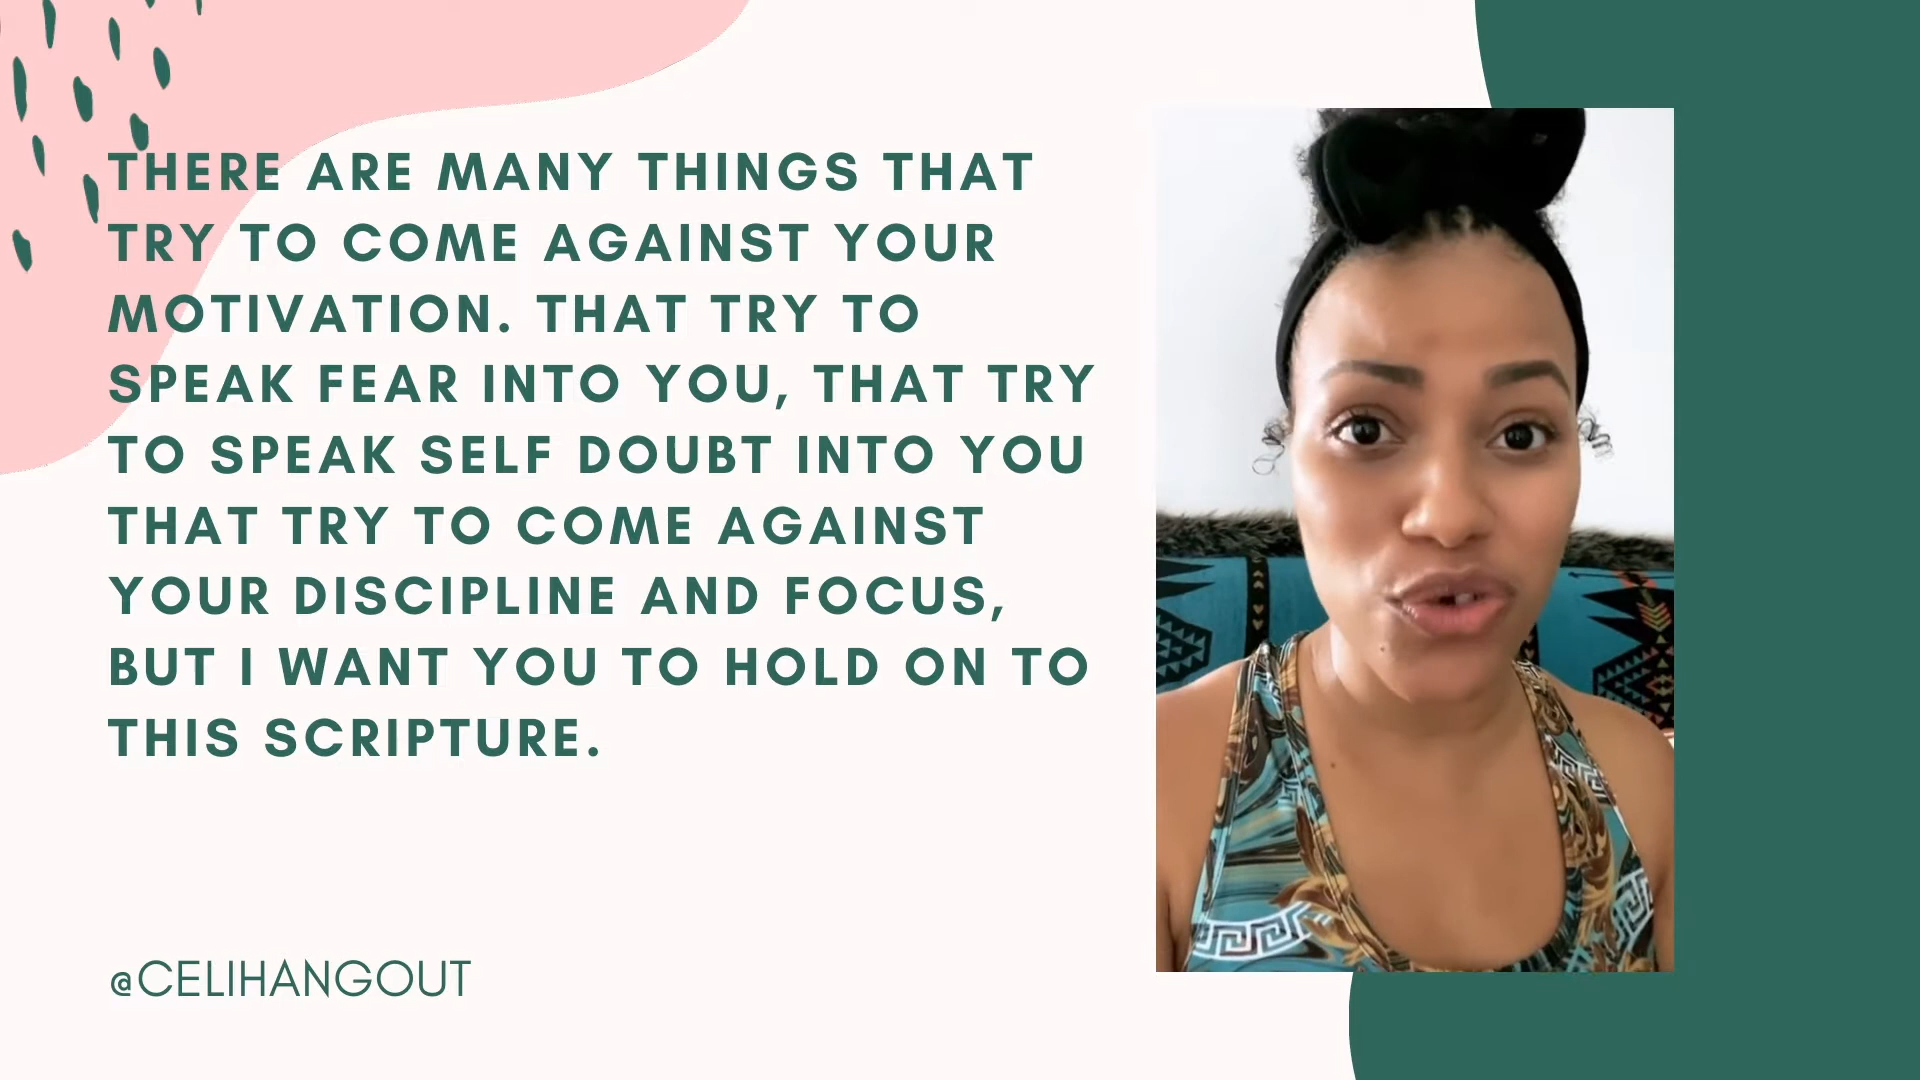 THERE ARE MANY THINGS THAT
TRY TO COME AGAINST YOUR
MOTIVATION. THAT TRY TO
SPEAK FEAR INTO YOU, THAT TRY
TO SPEAK SELF DOUBT INTO YOU
THAT TRY TO COME AGAINST
YOUR DISCIPLINE AND FOCUS,
BUT I WANT YOU TO HOLD ON TO
THIS SCRIPTURE.
@CELIHANGOUT